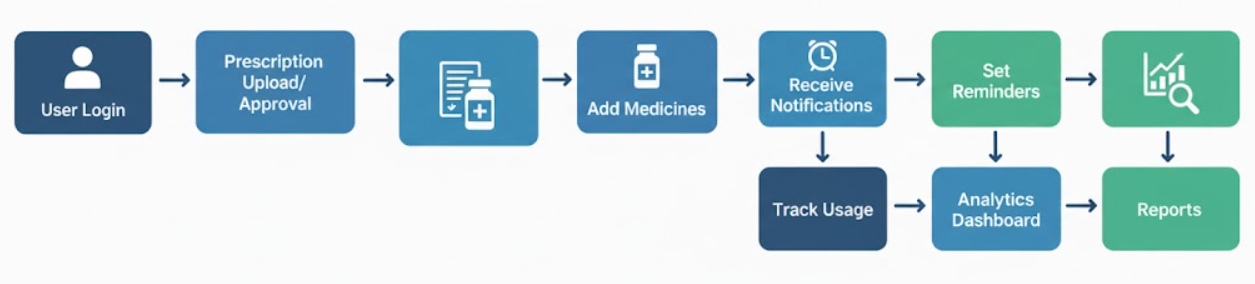 User Login
Prescription
Upload/
Approval
Add Medicines
Receive
Notifications
Set
Reminders
Track Usage
Analytics
Dashboard
Reports